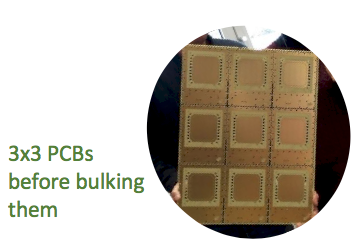 3x3 PCBs
before bulking
them